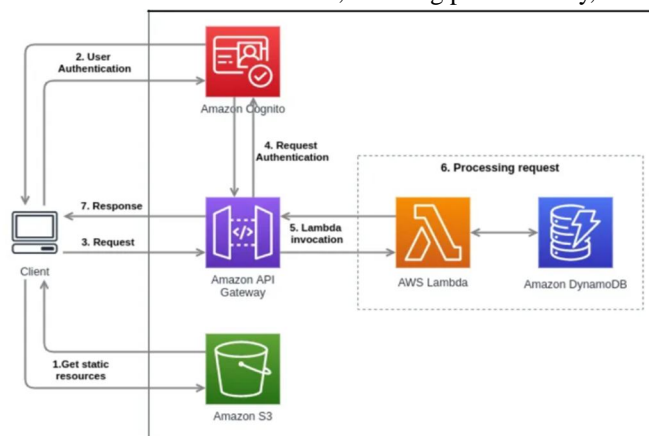 2. User
Authentication
Amazon Cognito
4. Request
Authentication
6. Processing request
7. Response
3. Request
5. Lambda
invocation
Client
Amazon API
Gateway
AWS Lambda
Amazon DynamoDB
1.Get static
resources
Amazon S3